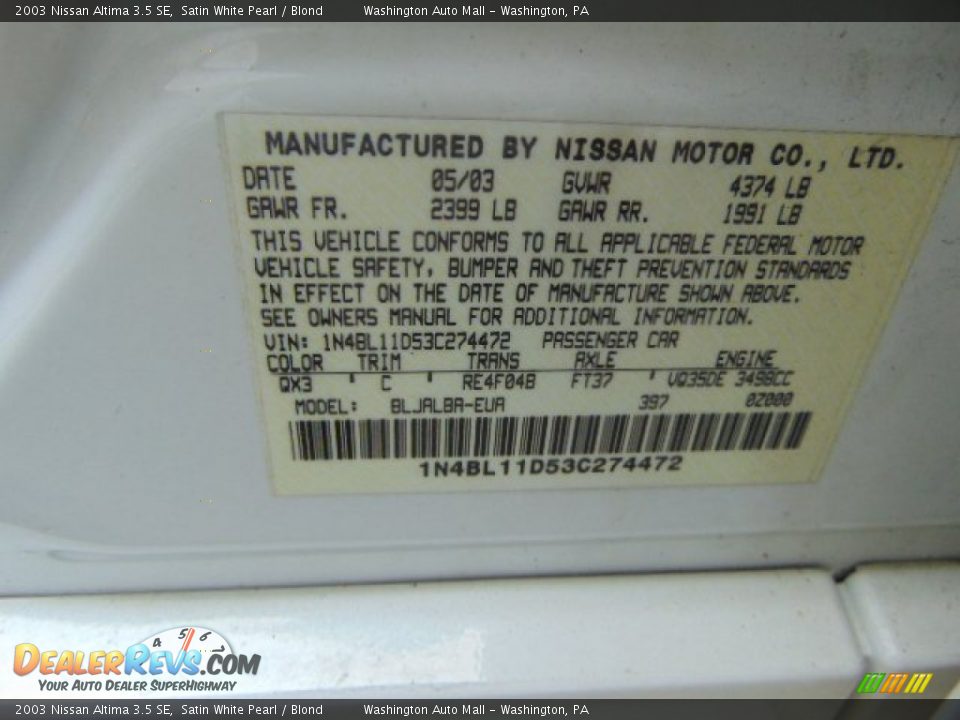 2003 Nissan Altima 3.5 SE, Satin White Pearl / Blond Washington Auto Mall - Washington, PA
MANUFACTURED BY NISSAN MOTOR CO., LTD.
DATE 05/03 GVWR 4374 LB
GAWR FR. 2399 LB GAWR RR. 1991 LB
THIS VEHICLE CONFORMS TO ALL APPLICABLE FEDERAL MOTOR
VEHICLE SAFETY, BUMPER AND THEFT PREVENTION STANDARDS
IN EFFECT ON THE DATE OF MANUFACTURE SHOWN ABOVE.
SEE OWNERS MANUAL FOR ADDITIONAL INFORMATION.
VIN: 1N4BL11D53C274472 PASSENGER CAR
COLOR TRIM TRANS AXLE ENGINE
QX3 C RE4F04B FT37 VQ35DE 3498CC
MODEL: BLJALBA-EUA 397 0Z000
1N4BL11D53C274472
4 5 6
DEALERREVS.COM
YOUR AUTO DEALER SUPERHIGHWAY
2003 Nissan Altima 3.5 SE, Satin White Pearl / Blond Washington Auto Mall - Washington, PA